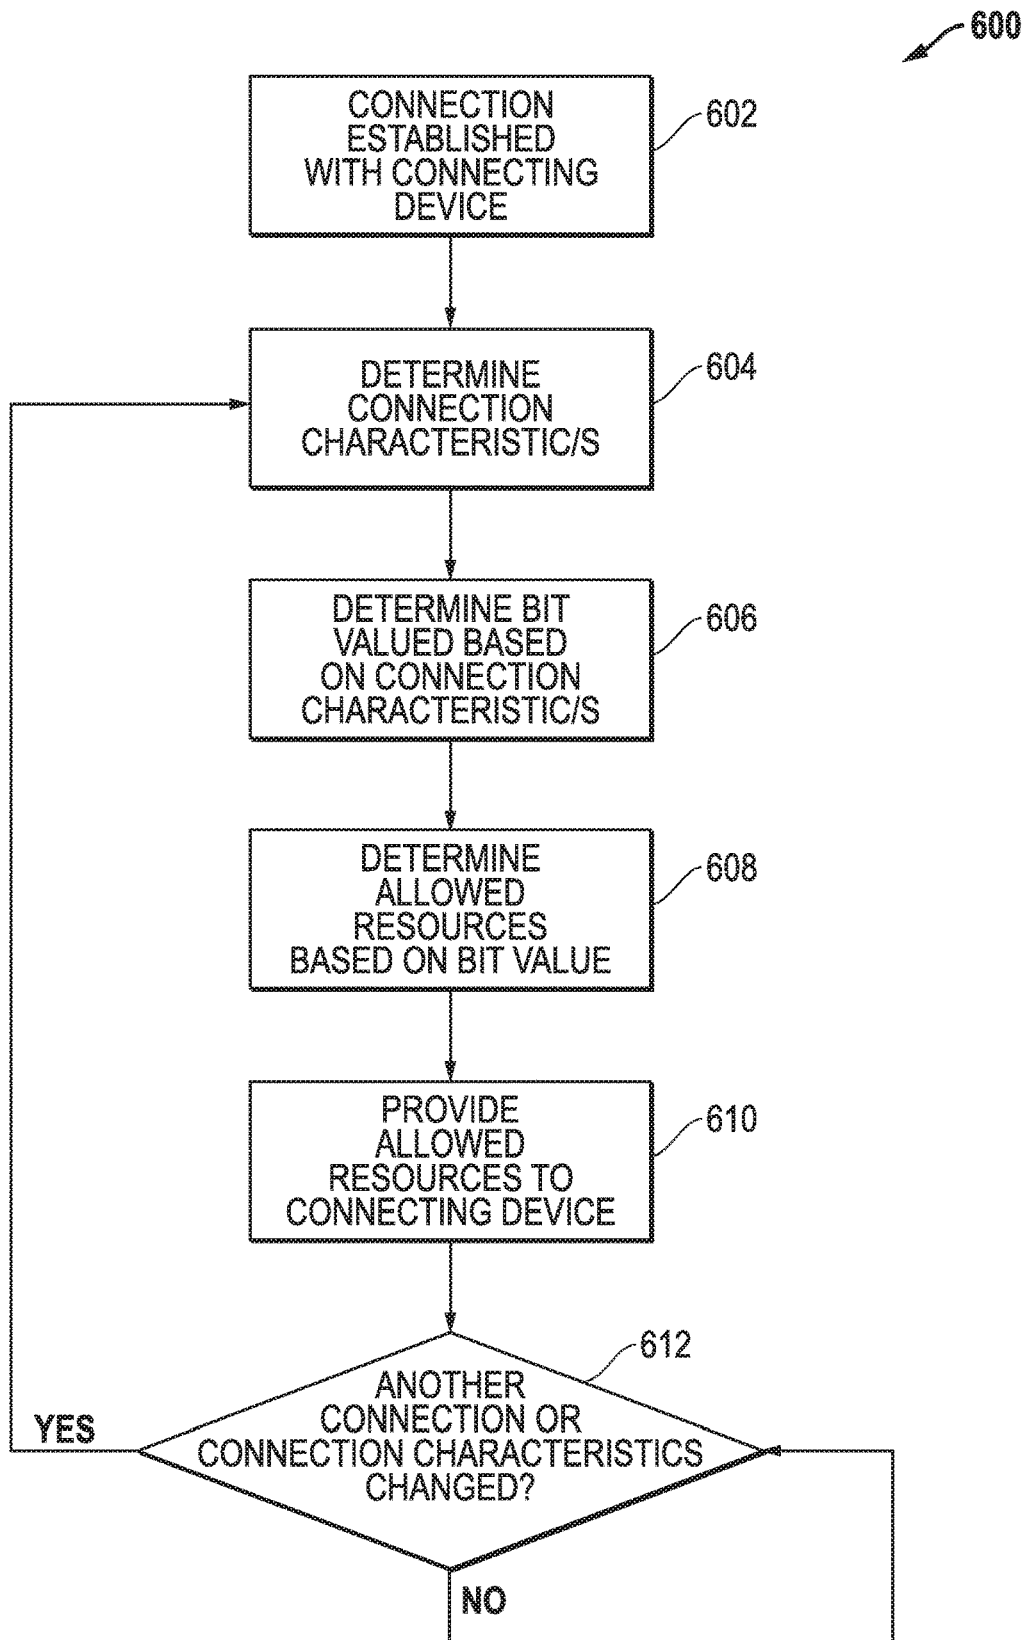 600
CONNECTION
ESTABLISHED
WITH CONNECTING
DEVICE
602
DETERMINE
CONNECTION
CHARACTERISTIC/S
604
DETERMINE BIT
VALUED BASED
ON CONNECTION
CHARACTERISTIC/S
606
DETERMINE
ALLOWED
RESOURCES
BASED ON BIT VALUE
608
PROVIDE
ALLOWED
RESOURCES TO
CONNECTING DEVICE
610
ANOTHER
CONNECTION OR
CONNECTION CHARACTERISTICS
CHANGED?
612
YES
NO